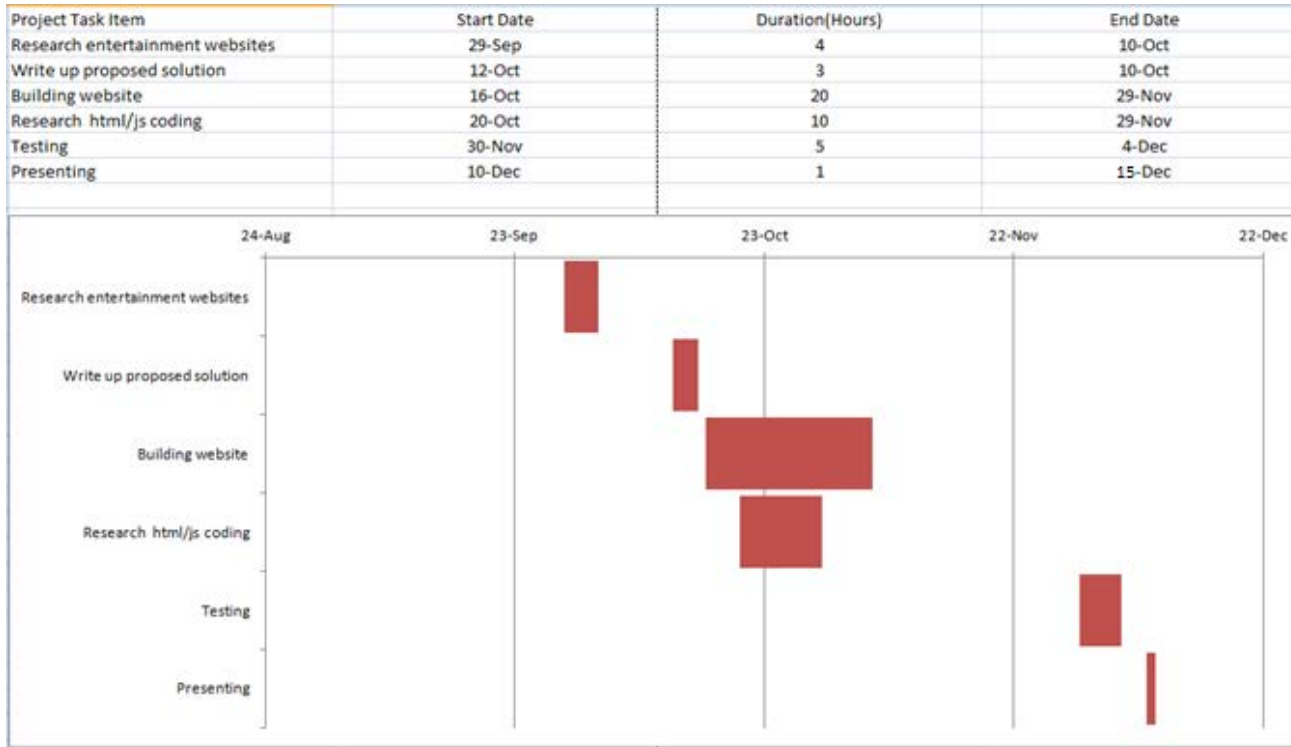 Project Task Item Start Date Duration(Hours) End Date
Research entertainment websites 29-Sep 4 10-Oct
Write up proposed solution 12-Oct 3 10-Oct
Building website 16-Oct 20 29-Nov
Research html/js coding 20-Oct 10 29-Nov
Testing 30-Nov 5 4-Dec
Presenting 10-Dec 1 15-Dec
24-Aug 23-Sep 23-Oct 22-Nov 22-Dec
Research entertainment websites
Write up proposed solution
Building website
Research html/js coding
Testing
Presenting